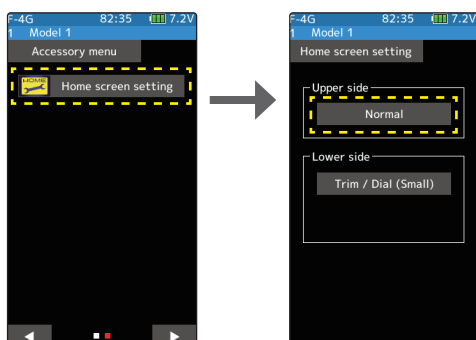 F-4G 82:35 7.2V
1 Model 1
Accessory menu
HOME
Home screen setting
F-4G 82:35 7.2V
1 Model 1
Home screen setting
Upper side
Normal
Lower side
Trim / Dial (Small)